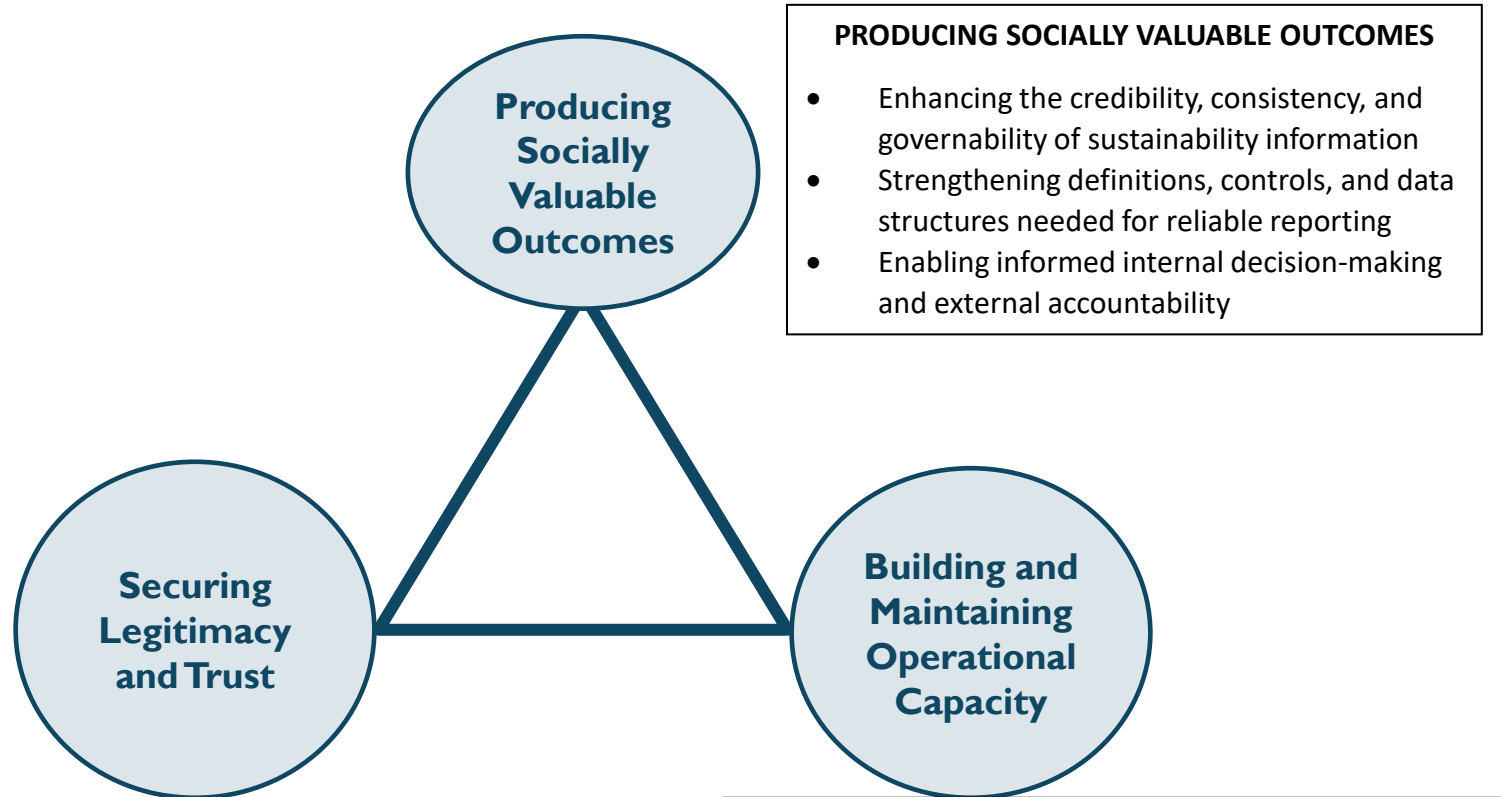 Producing
Socially
Valuable
Outcomes
PRODUCING SOCIALLY VALUABLE OUTCOMES
• Enhancing the credibility, consistency, and
governability of sustainability information
• Strengthening definitions, controls, and data
structures needed for reliable reporting
• Enabling informed internal decision-making
and external accountability
Securing
Legitimacy
and Trust
Building and
Maintaining
Operational
Capacity